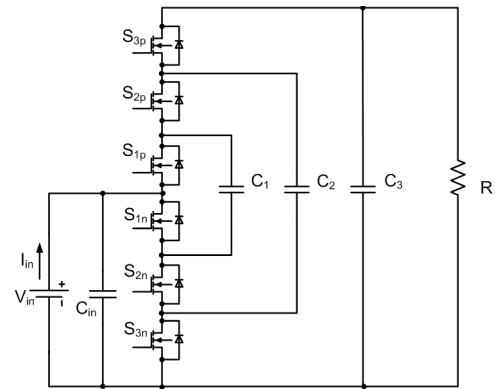 S3p
S2p
S1p
C1
C2
C3
R
S1n
Iin
+
S2n
Vin
-
Cin
S3n